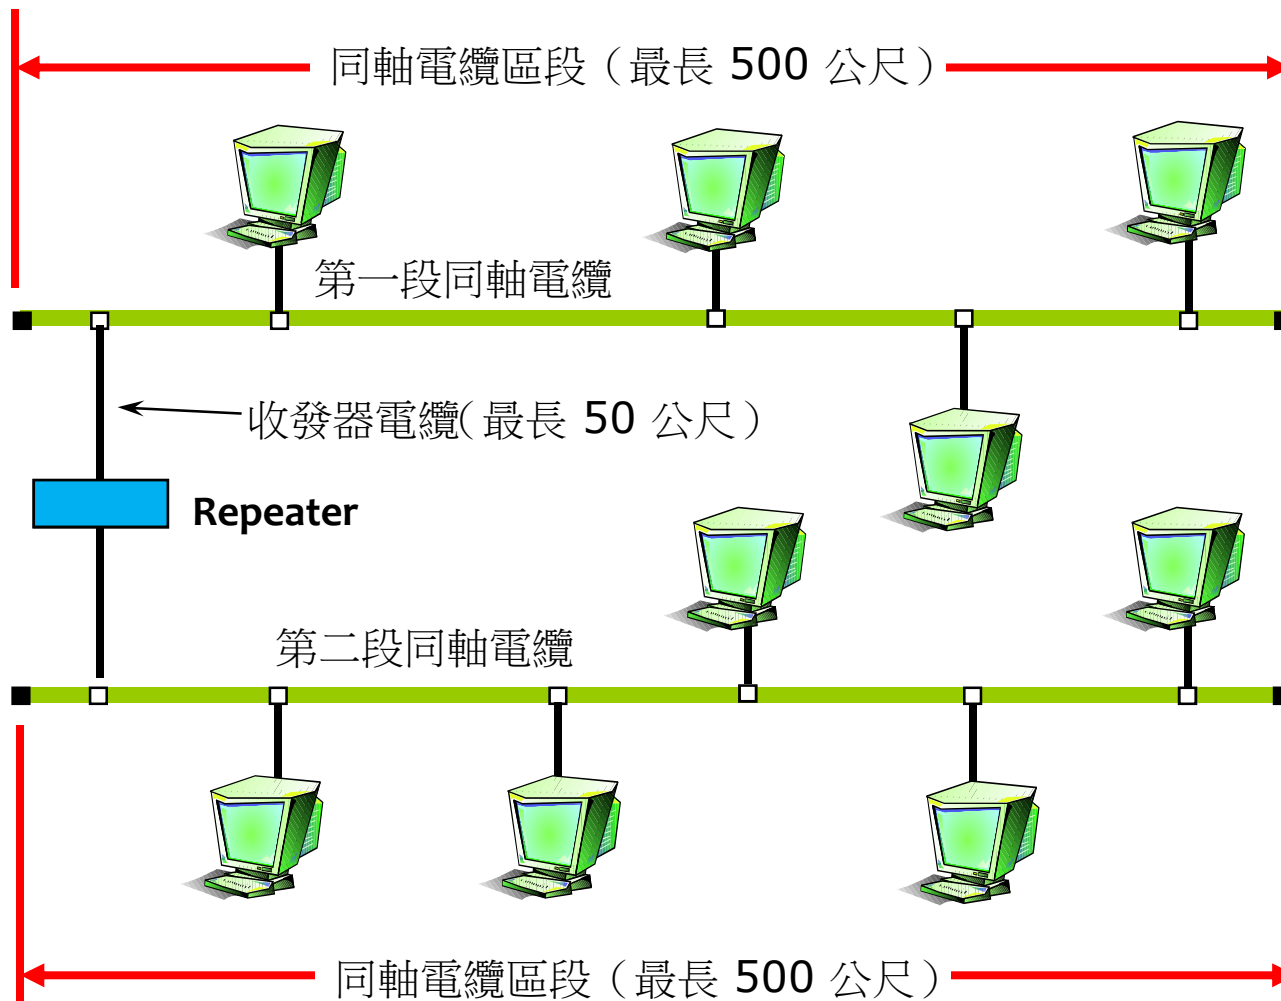 同軸電纜區段（最長 500 公尺）
第一段同軸電纜
收發器電纜(最長 50 公尺）
Repeater
第二段同軸電纜
同軸電纜區段（最長 500 公尺）